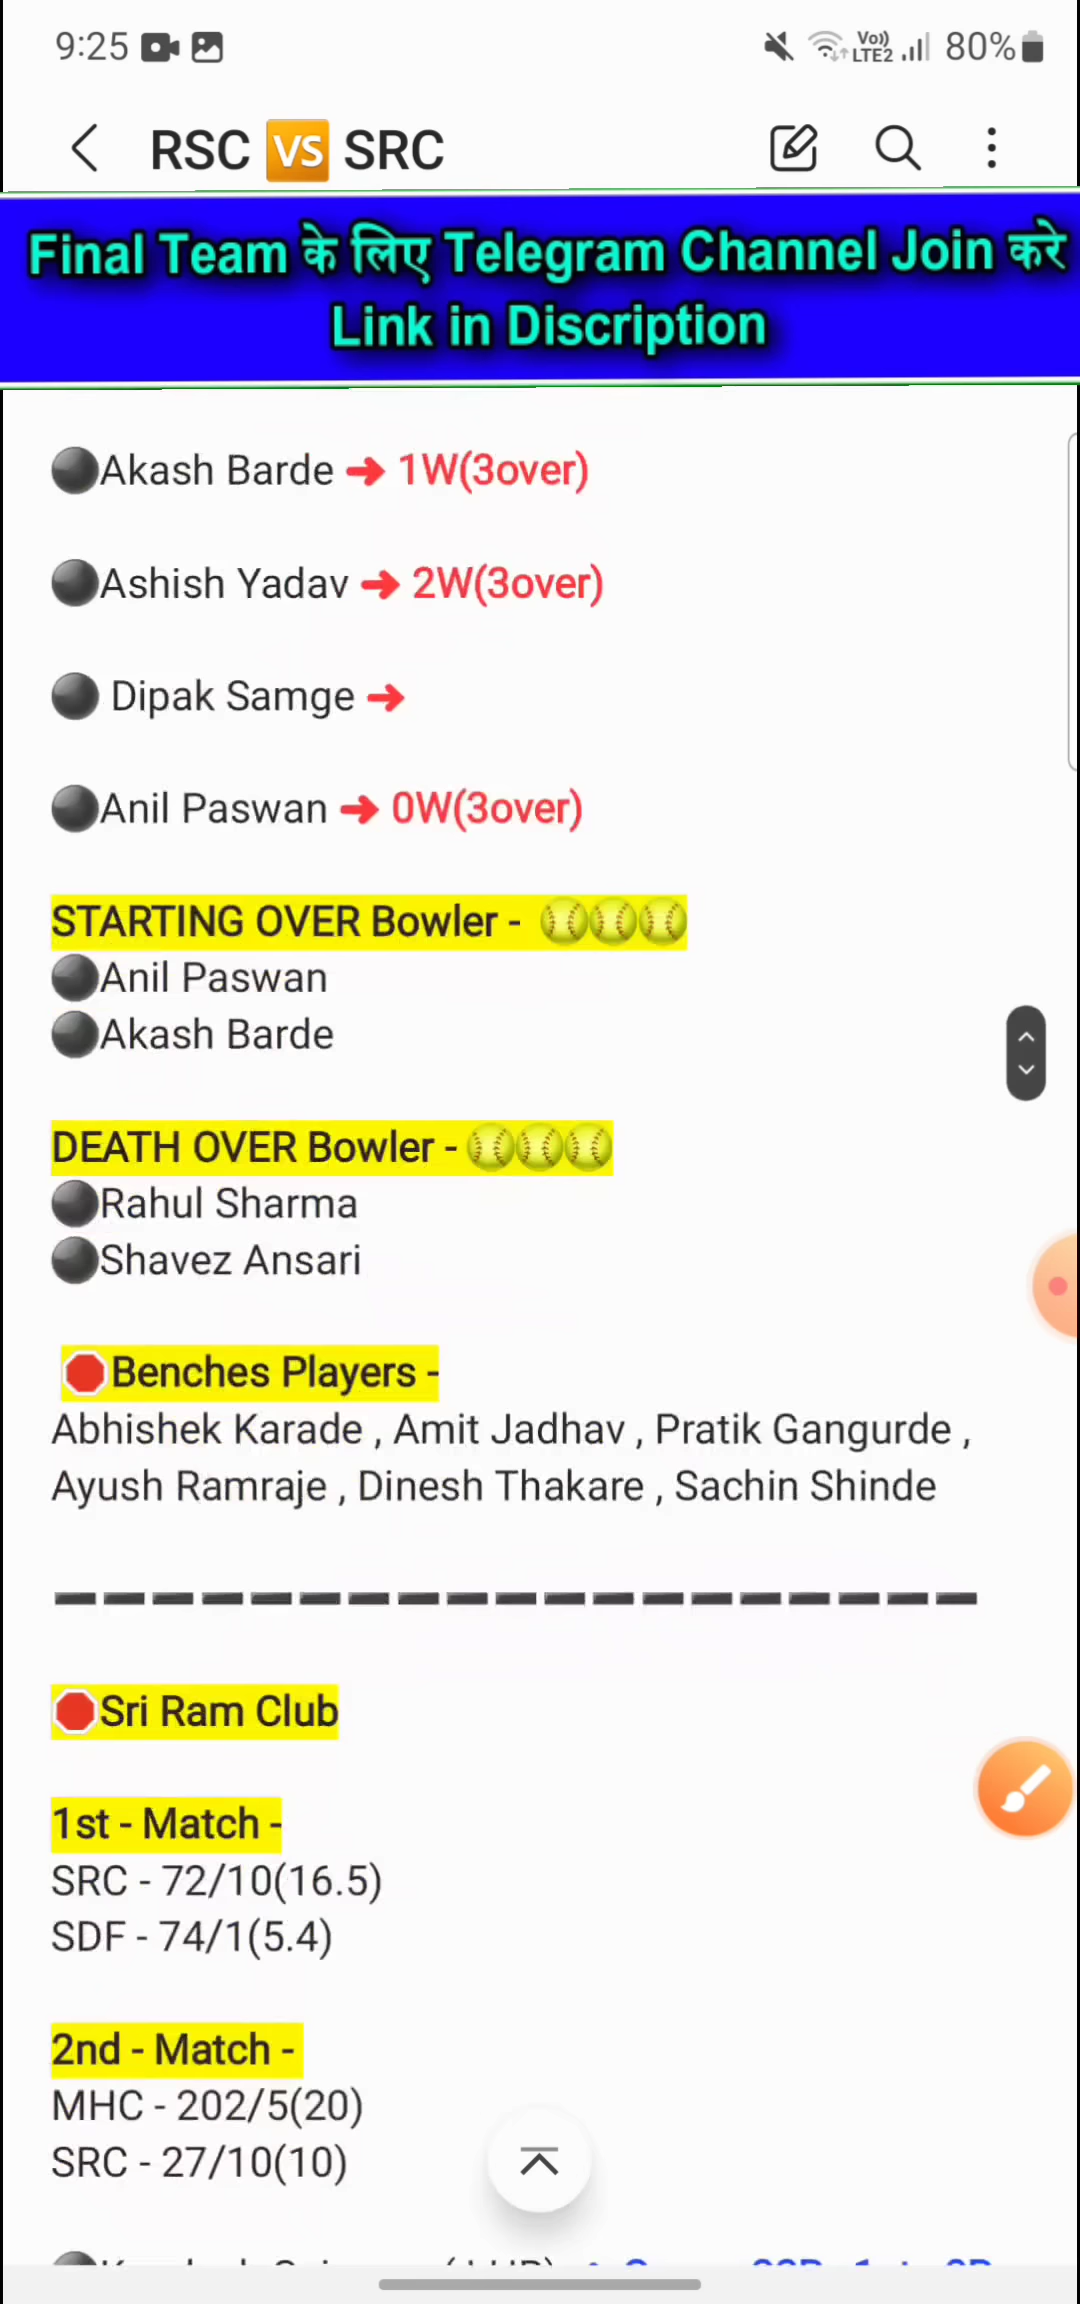 9:25 Vo)) LTE2 80%
RSC VS SRC
Final Team के लिए Telegram Channel Join करे
Link in Discription
Akash Barde → 1W(3over)
Ashish Yadav → 2W(3over)
Dipak Samge →
Anil Paswan → 0W(3over)
STARTING OVER Bowler -
Anil Paswan
Akash Barde
DEATH OVER Bowler -
Rahul Sharma
Shavez Ansari
Benches Players -
Abhishek Karade , Amit Jadhav , Pratik Gangurde ,
Ayush Ramraje , Dinesh Thakare , Sachin Shinde
Sri Ram Club
1st - Match -
SRC - 72/10(16.5)
SDF - 74/1(5.4)
2nd - Match -
MHC - 202/5(20)
SRC - 27/10(10)